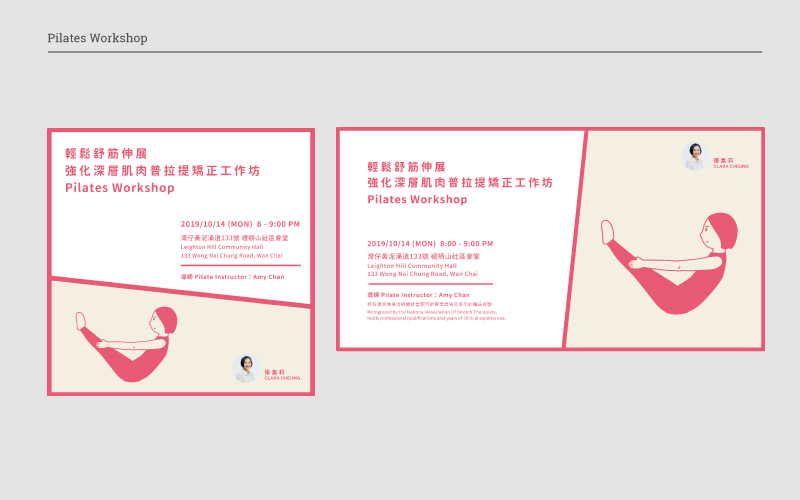 Pilates Workshop
輕鬆舒筋伸展
強化深層肌肉普拉提矯正工作坊
Pilates Workshop
2019/10/14 (MON) 8 - 9:00 PM
灣仔黃泥涌道133號 禮頓山社區會堂
Leighton Hill Community Hall
133 Wong Nai Chung Road, Wan Chai
導師 Pilate Instructor：Amy Chan
張嘉莉
CLARA CHEUNG
輕鬆舒筋伸展
強化深層肌肉普拉提矯正工作坊
Pilates Workshop
2019/10/14 (MON) 8:00 - 9:00 PM
灣仔黃泥涌道133號 禮頓山社區會堂
Leighton Hill Community Hall
133 Wong Nai Chung Road, Wan Chai
導師 Pilate Instructor：Amy Chan
Recognised by the National Association Of Stretch Therapies,
holds professional qualifications and years of clinical experiences.
張嘉莉
CLARA CHEUNG